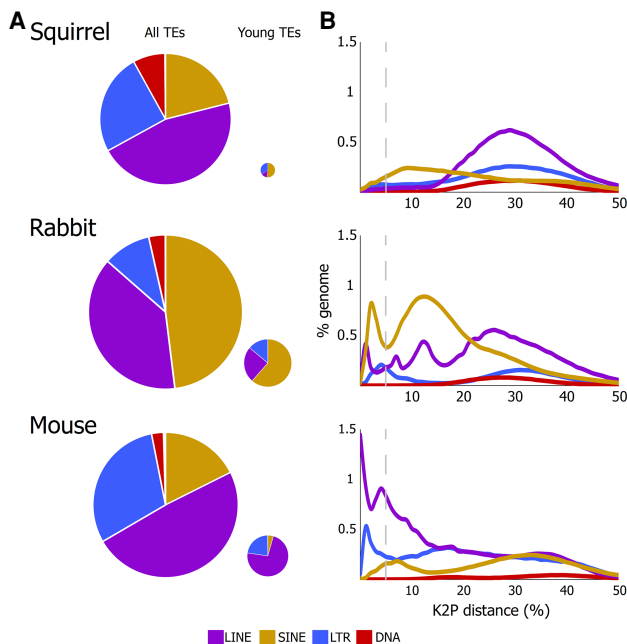 A
B
Squirrel
All TEs
Young TEs
1.5
1
0.5
10
20
30
40
50
Rabbit
1.5
1
0.5
% genome
10
20
30
40
50
Mouse
1.5
1
0.5
10
20
30
40
50
K2P distance (%)
LINE SINE LTR DNA